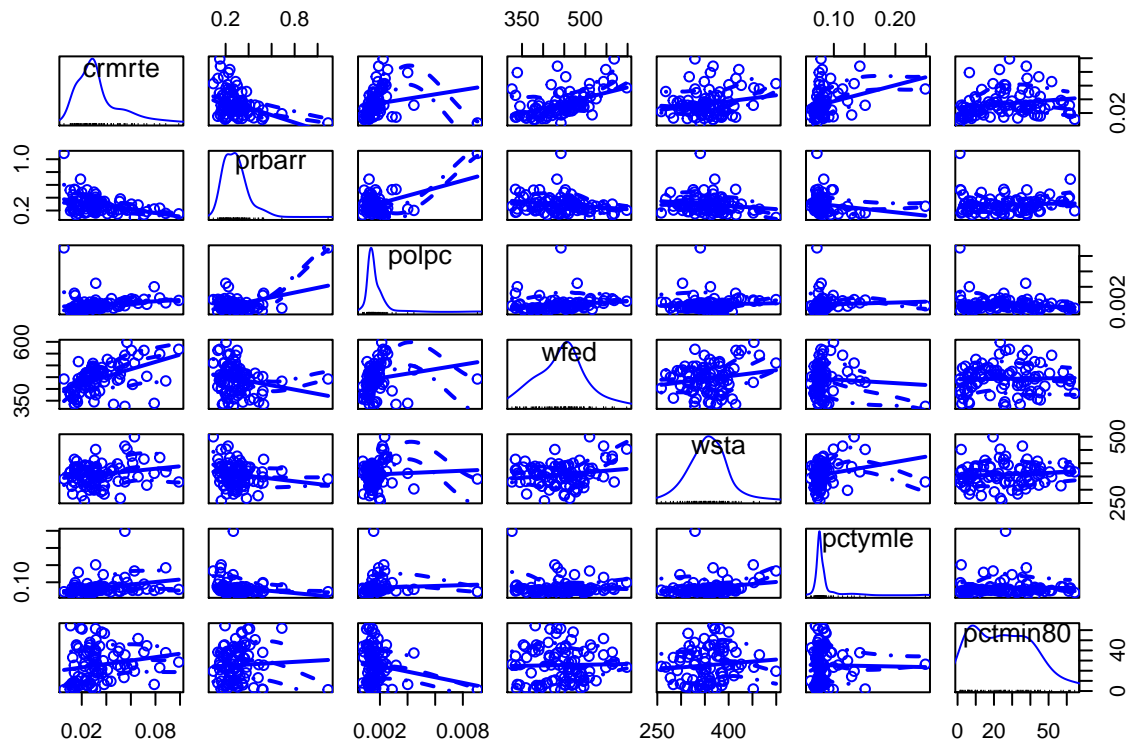 0.2 0.8 350 500 0.10 0.20
crmrte 0.02
1.0 0.2 prbarr
polpc 0.002
600 350 wfed
wsta 500 250
0.10 pctymle
pctmin80 40 0
0.02 0.08 0.002 0.008 250 400 0 20 50